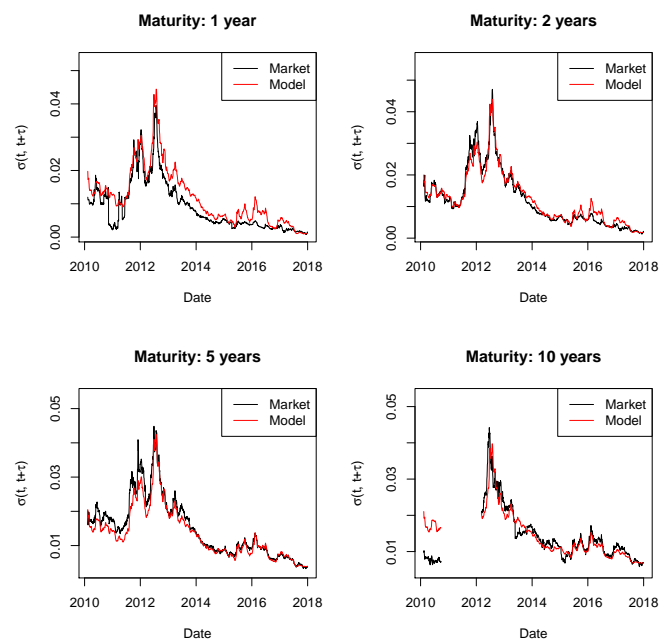 Maturity: 1 year
Market
Model
σ(t, t+τ)
0.04
0.02
0.00
2010 2012 2014 2016 2018
Date
Maturity: 2 years
Market
Model
σ(t, t+τ)
0.04
0.02
0.00
2010 2012 2014 2016 2018
Date
Maturity: 5 years
Market
Model
σ(t, t+τ)
0.05
0.03
0.01
2010 2012 2014 2016 2018
Date
Maturity: 10 years
Market
Model
σ(t, t+τ)
0.05
0.03
0.01
2010 2012 2014 2016 2018
Date